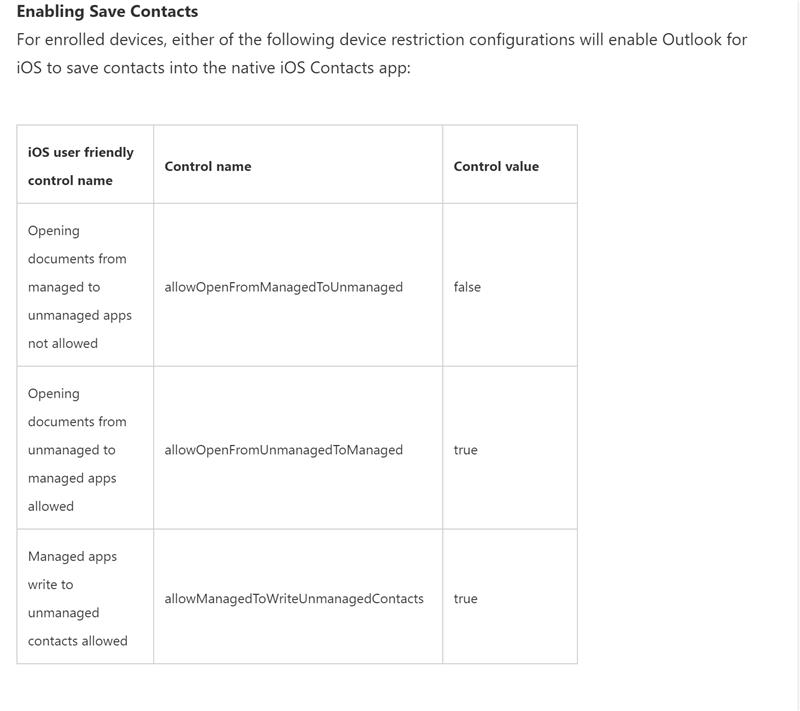 Enabling Save Contacts
For enrolled devices, either of the following device restriction configurations will enable Outlook for
iOS to save contacts into the native iOS Contacts app:
iOS user friendly
control name
Control name
Control value
Opening
documents from
managed to
unmanaged apps
not allowed
allowOpenFromManagedToUnmanaged
false
Opening
documents from
unmanaged to
managed apps
allowed
allowOpenFromUnmanagedToManaged
true
Managed apps
write to
unmanaged
contacts allowed
allowManagedToWriteUnmanagedContacts
true